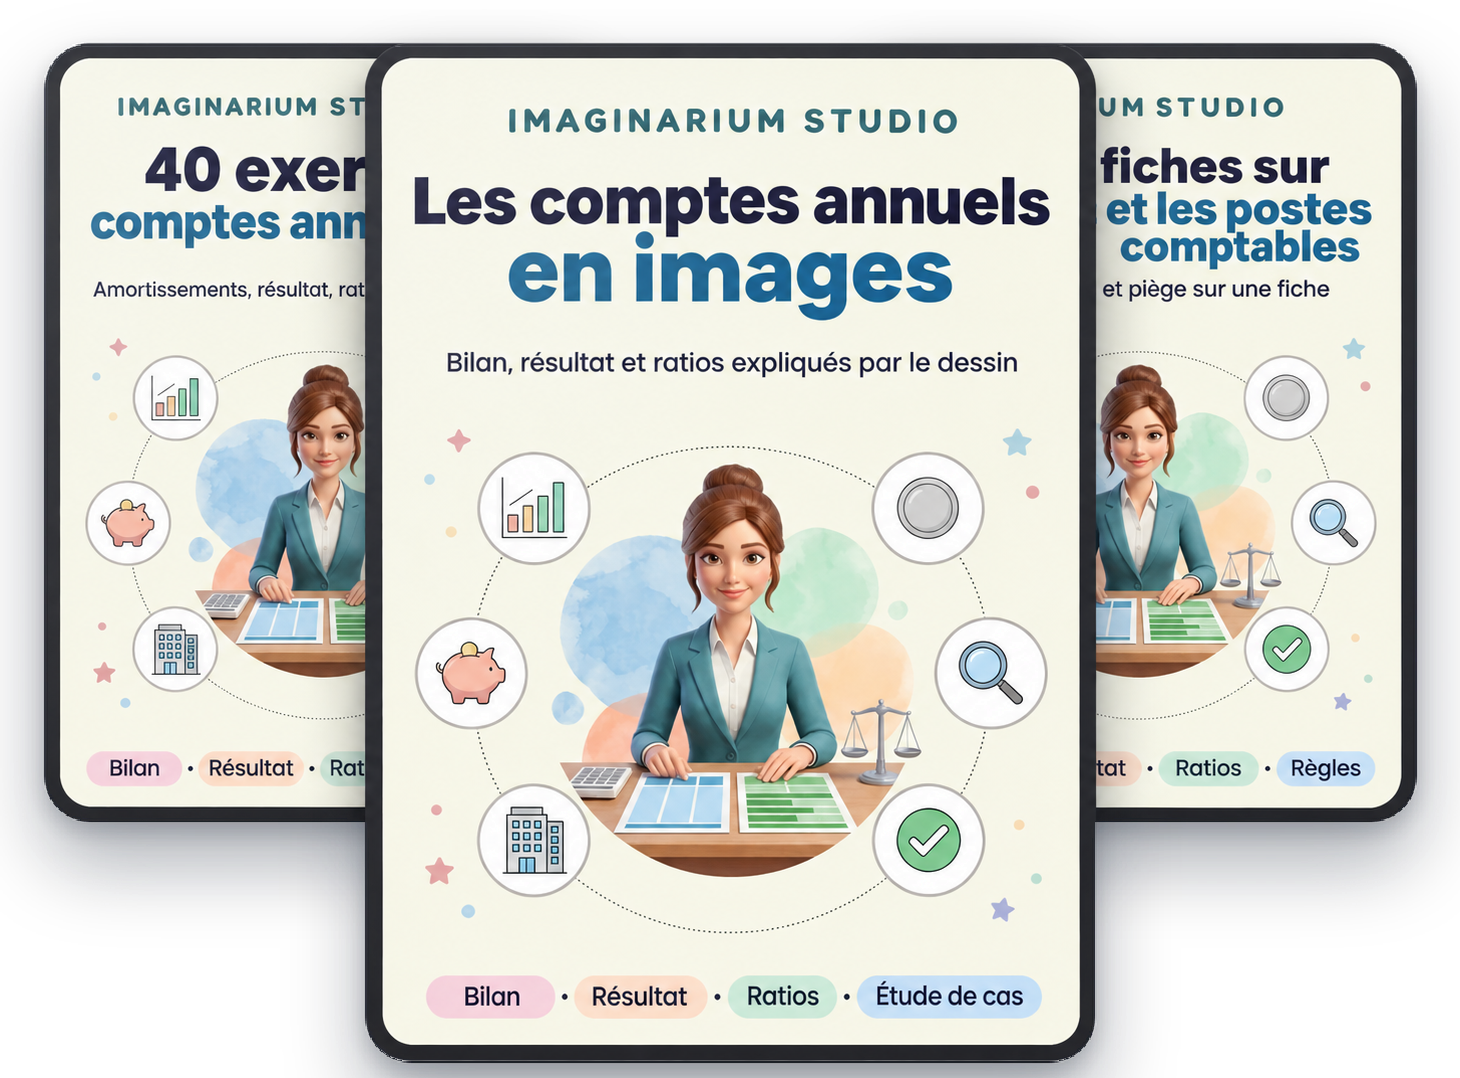 IMAGINARIUM ST
40 exer
comptes ann
Amortissements, résultat, rat
Bilan • Résultat • Rat
IMAGINARIUM STUDIO
Les comptes annuels
en images
Bilan, résultat et ratios expliqués par le dessin
Bilan • Résultat • Ratios • Étude de cas
UM STUDIO
fiches sur
et les postes
comptables
et piège sur une fiche
tat • Ratios • Règles